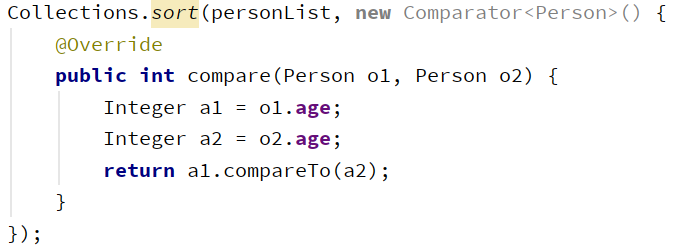 Collections.sort(personList, new Comparator<Person>() {
    @Override
    public int compare(Person o1, Person o2) {
        Integer a1 = o1.age;
        Integer a2 = o2.age;
        return a1.compareTo(a2);
    }
});